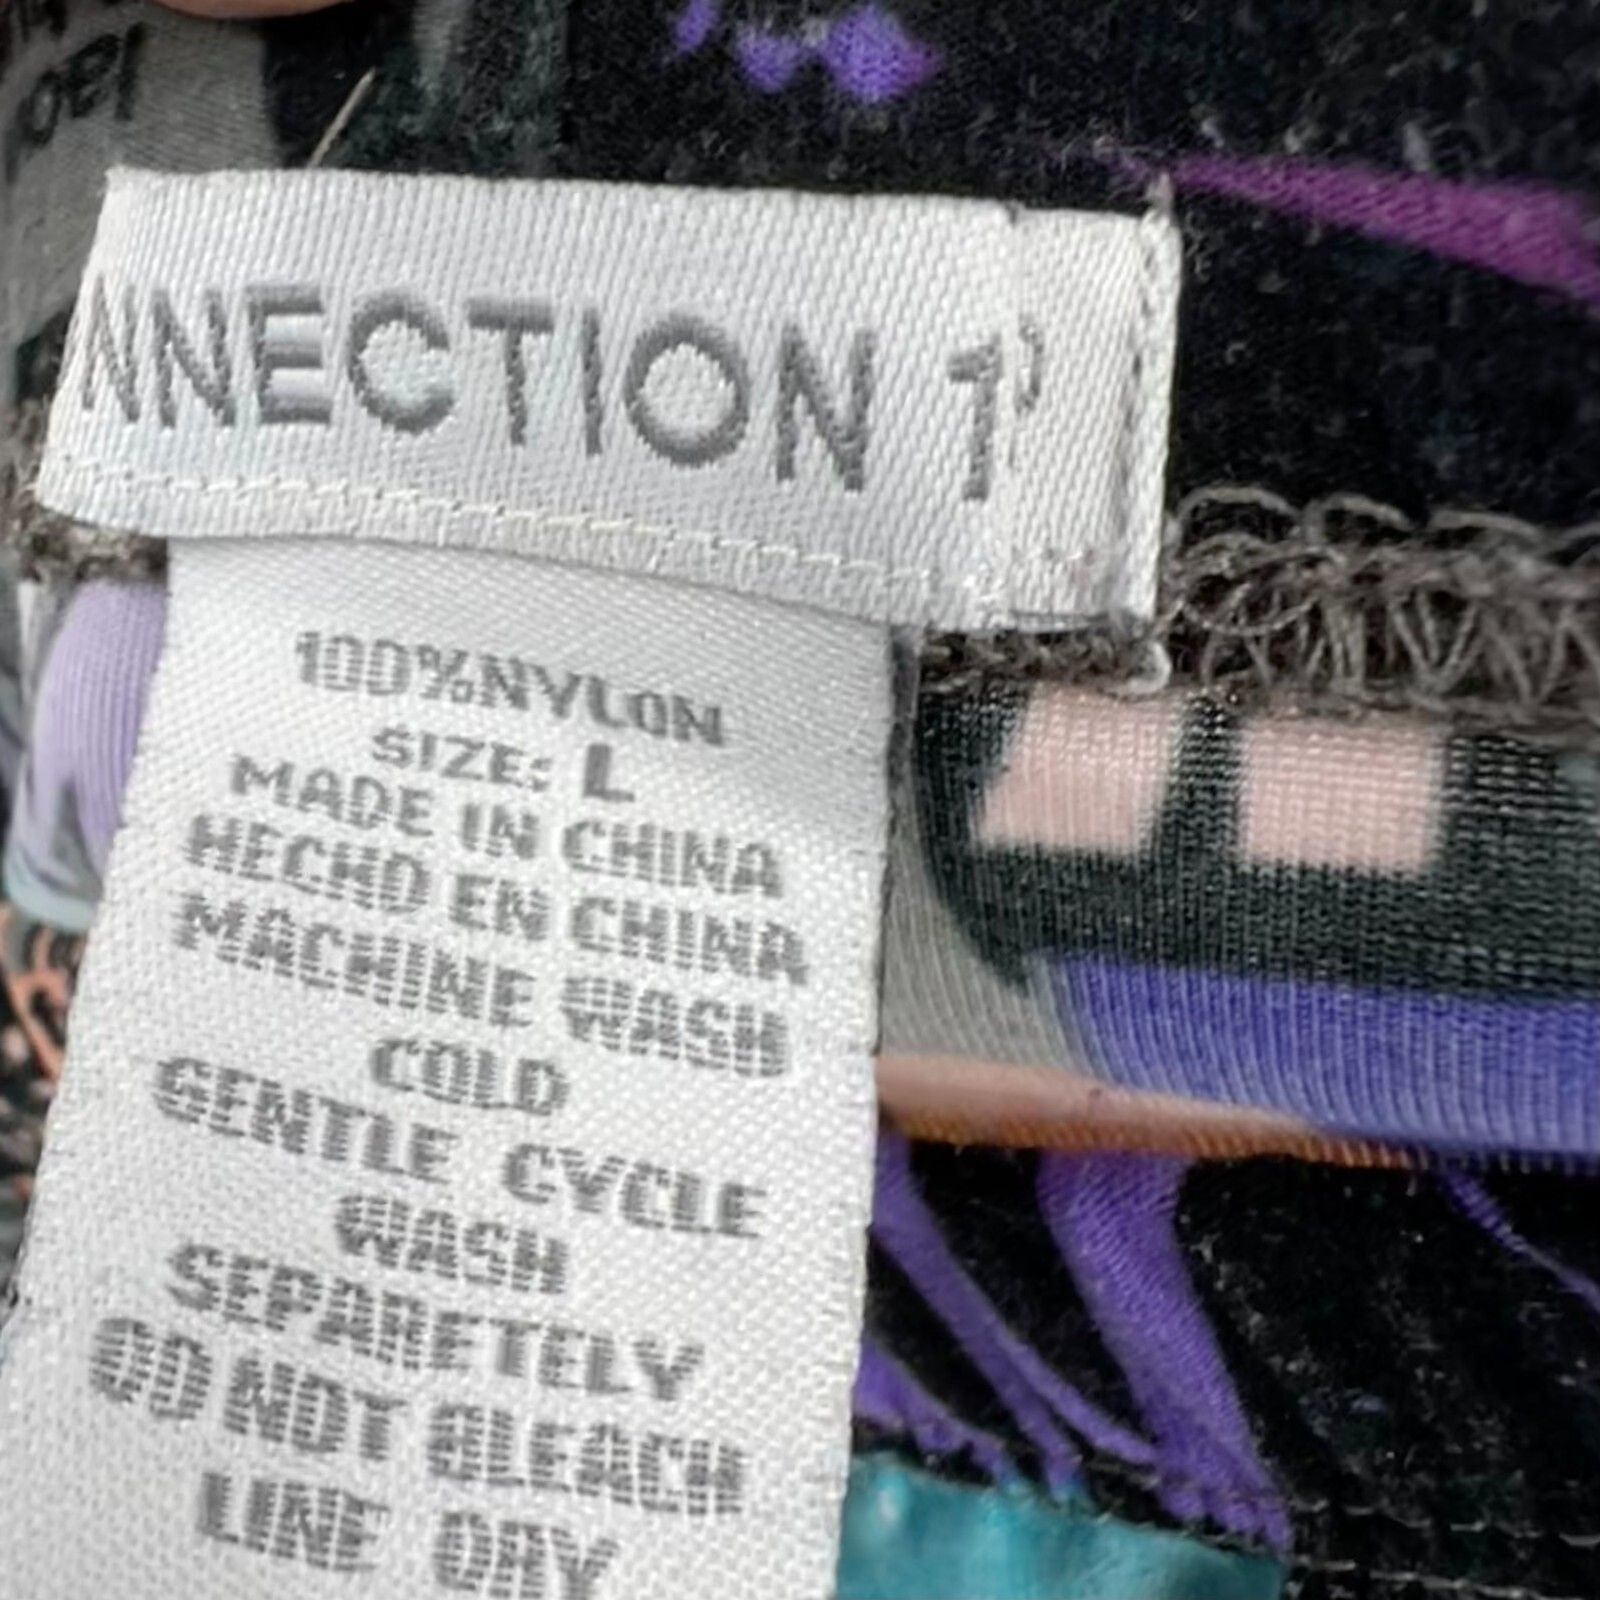 NNECTION 1
100%NYLON
SIZE: L
MADE IN CHINA
HECHO EN CHINA
MACHINE WASH
COLD
GENTLE CYCLE
WASH
SEPARETELY
DO NOT BLEACH
LINE DRY